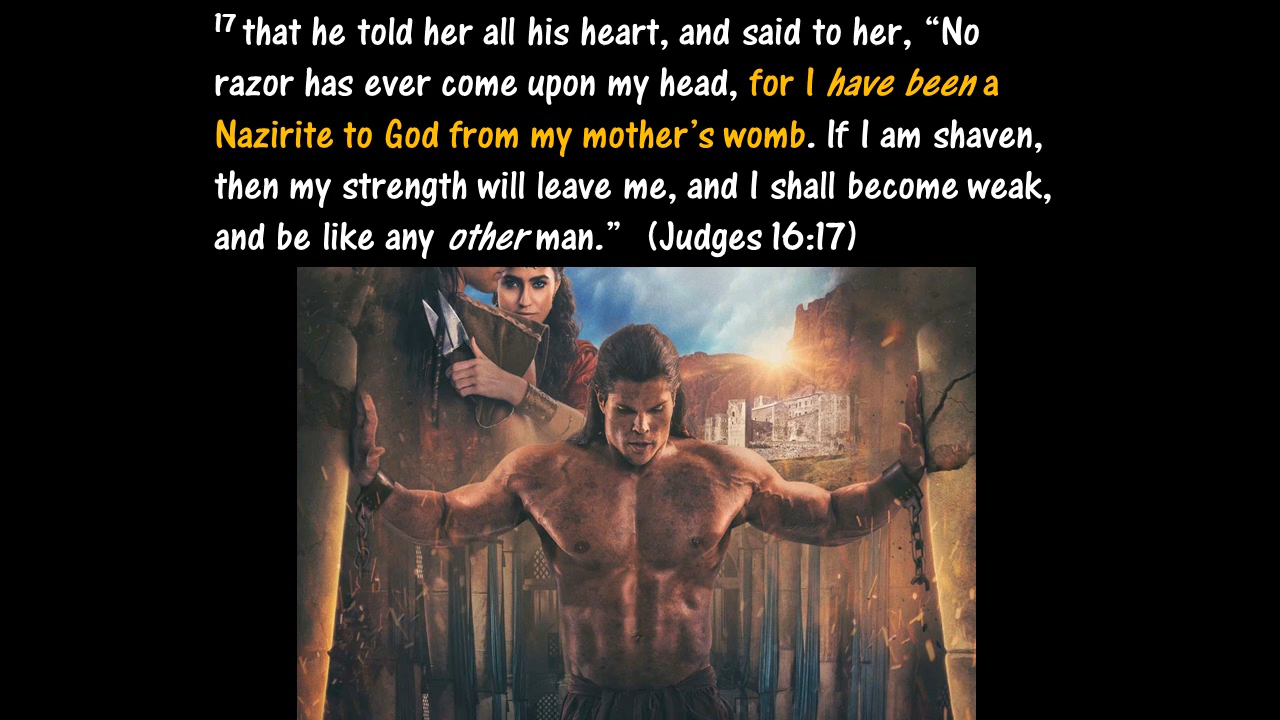 17 that he told her all his heart, and said to her, “No
razor has ever come upon my head, for I have been a
Nazirite to God from my mother’s womb. If I am shaven,
then my strength will leave me, and I shall become weak,
and be like any other man.” (Judges 16:17)